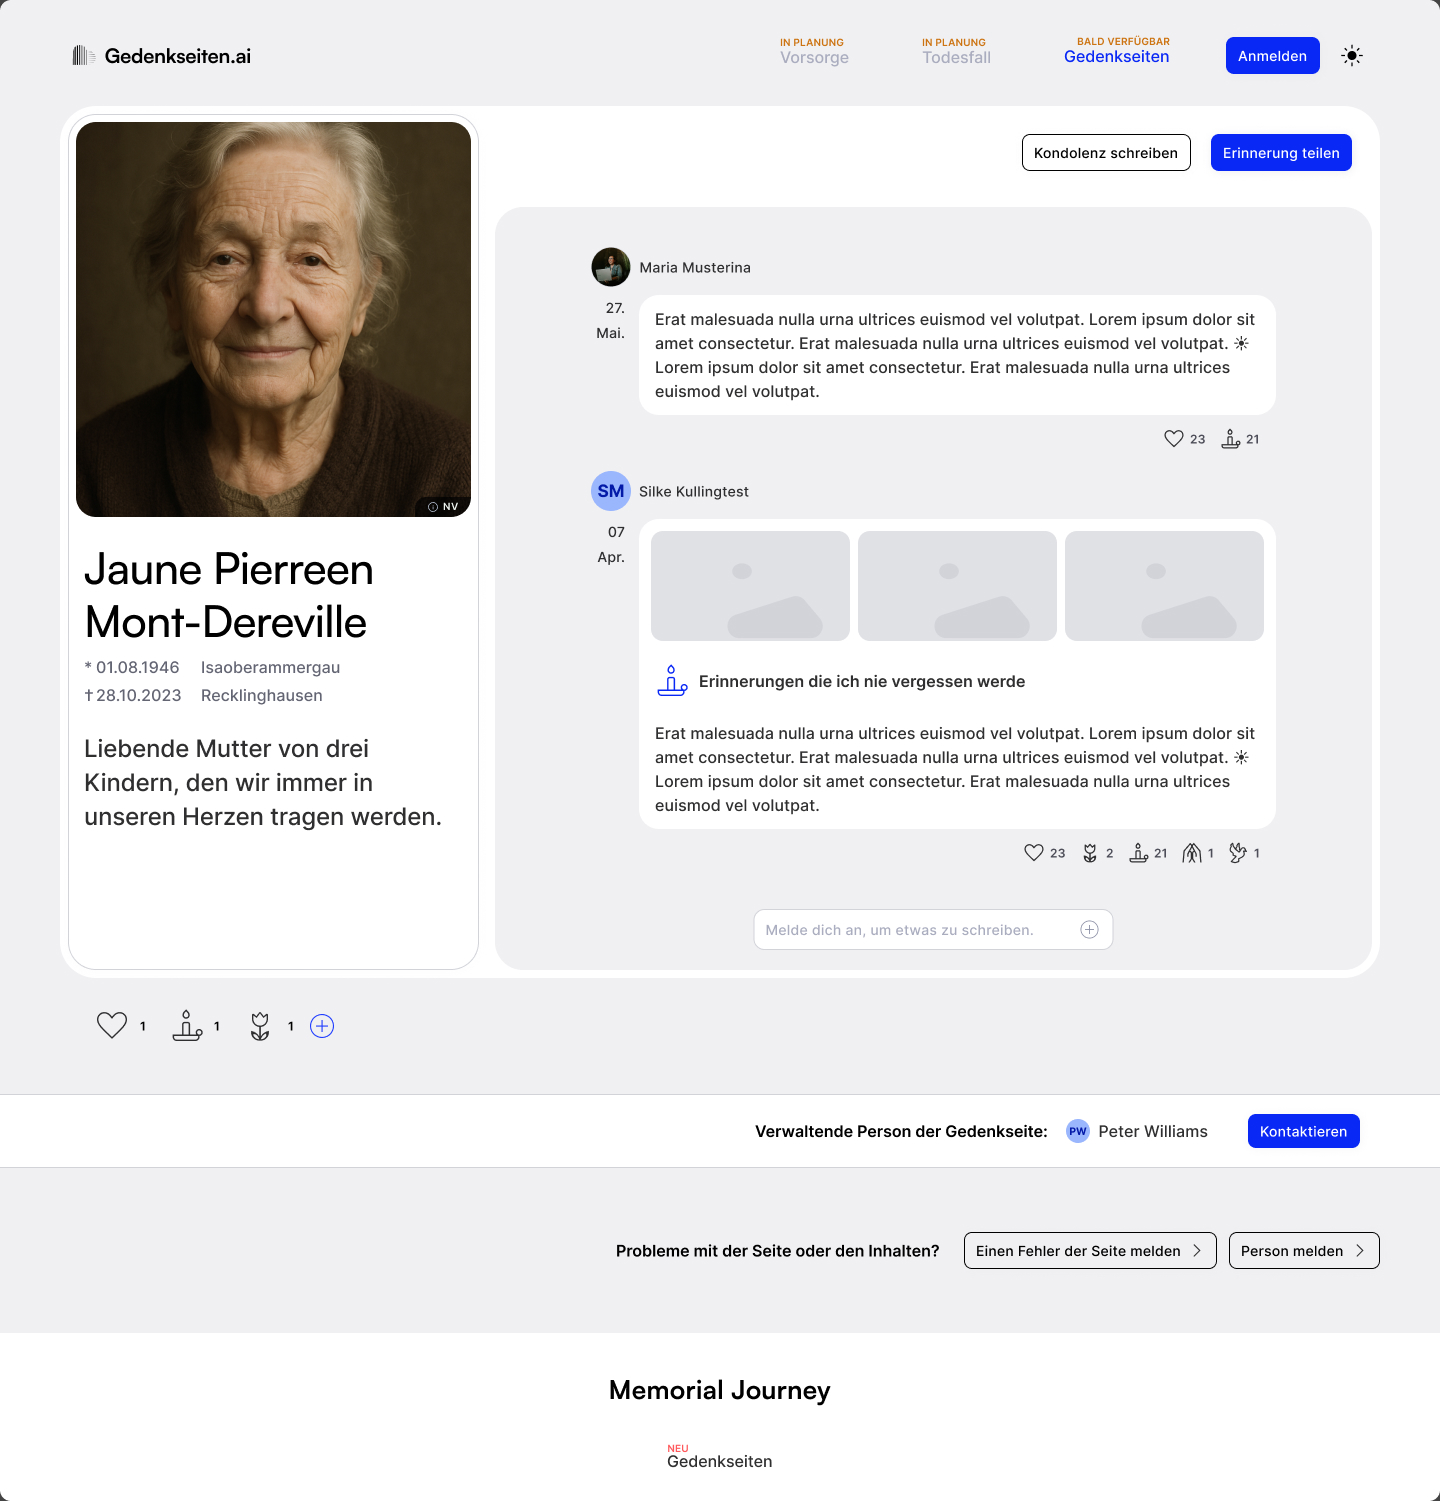 Gedenkseiten.ai
IN PLANUNG
Vorsorge
IN PLANUNG
Todesfall
BALD VERFÜGBAR
Gedenkseiten
Anmelden
Kondolenz schreiben
Erinnerung teilen
NV
Jaune Pierreen
Mont-Dereville
* 01.08.1946 Isaoberammergau
† 28.10.2023 Recklinghausen
Liebende Mutter von drei
Kindern, den wir immer in
unseren Herzen tragen werden.
Maria Musterina
27.
Mai.
Erat malesuada nulla urna ultrices euismod vel volutpat. Lorem ipsum dolor sit
amet consectetur. Erat malesuada nulla urna ultrices euismod vel volutpat. ☀
Lorem ipsum dolor sit amet consectetur. Erat malesuada nulla urna ultrices
euismod vel volutpat.
23 21
SM
Silke Kullingtest
07
Apr.
Erinnerungen die ich nie vergessen werde
Erat malesuada nulla urna ultrices euismod vel volutpat. Lorem ipsum dolor sit
amet consectetur. Erat malesuada nulla urna ultrices euismod vel volutpat. ☀
Lorem ipsum dolor sit amet consectetur. Erat malesuada nulla urna ultrices
euismod vel volutpat.
23 2 21 1 1
Melde dich an, um etwas zu schreiben.
1 1 1
Verwaltende Person der Gedenkseite: PW Peter Williams Kontaktieren
Probleme mit der Seite oder den Inhalten? Einen Fehler der Seite melden Person melden
Memorial Journey
NEU
Gedenkseiten